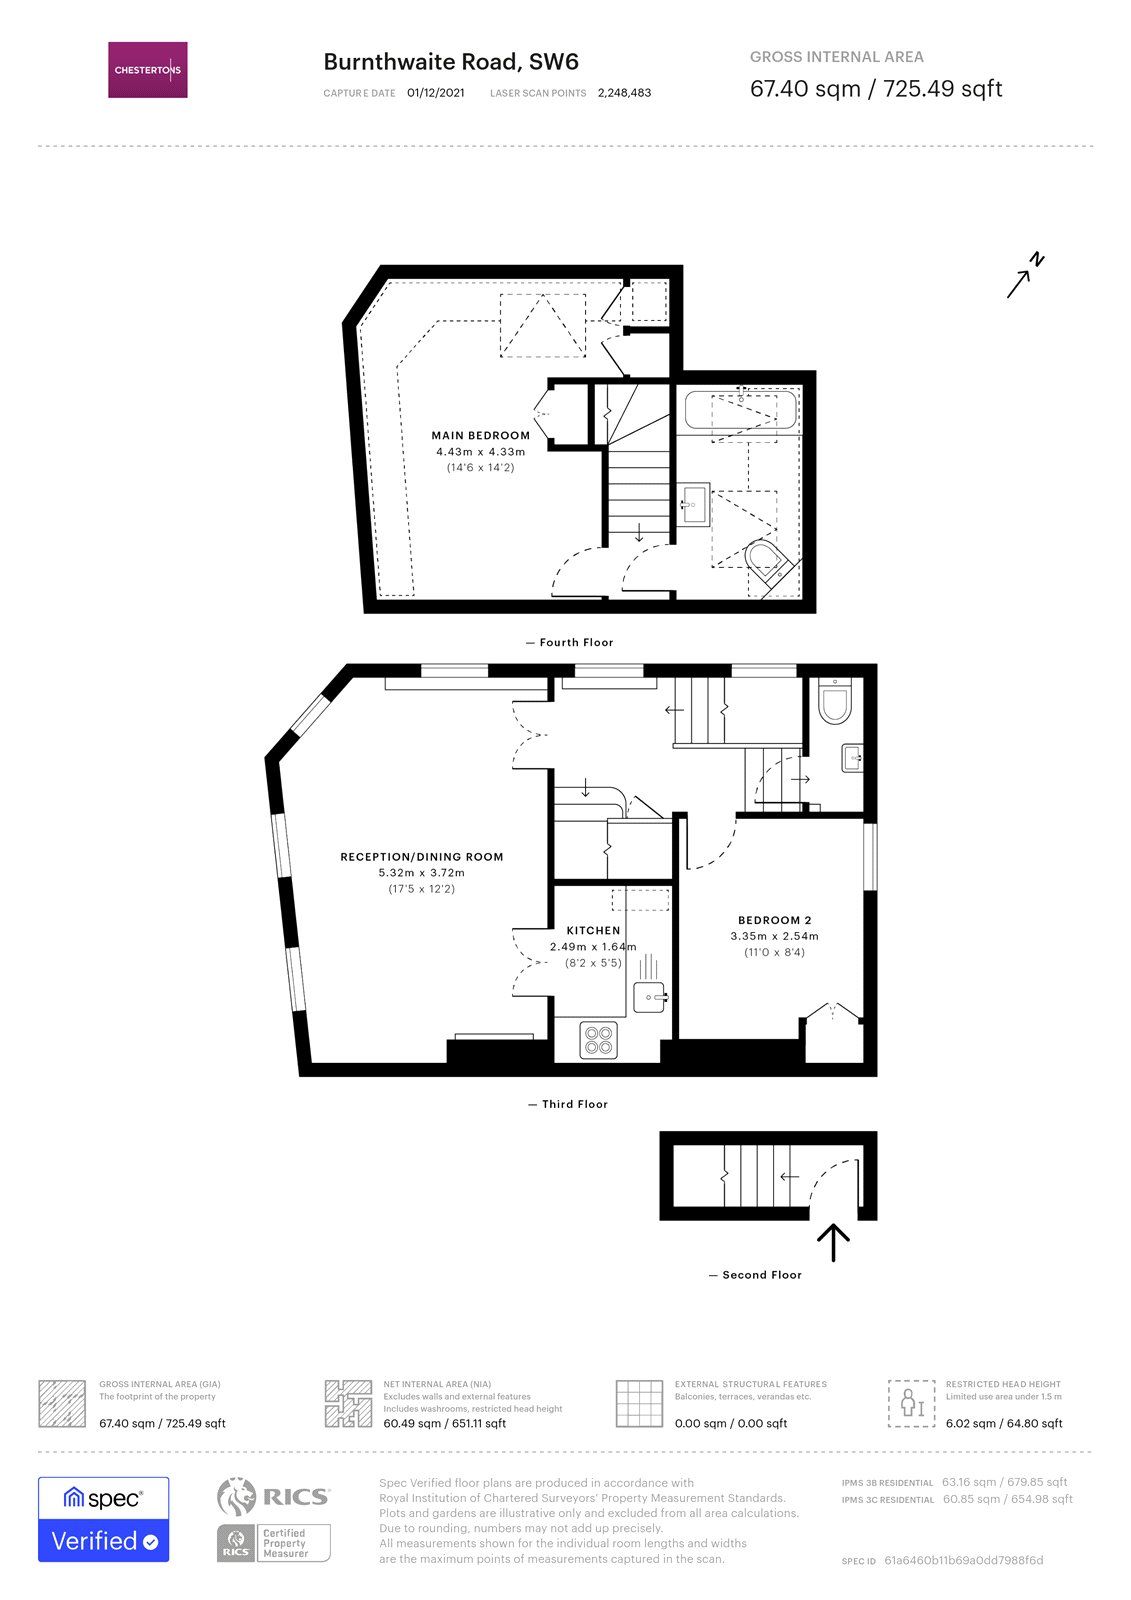 CHESTERTONS
Burnthwaite Road, SW6
CAPTURE DATE 01/12/2021 LASER SCAN POINTS 2,248,483
GROSS INTERNAL AREA
67.40 sqm / 725.49 sqft
N
MAIN BEDROOM
4.43m x 4.33m
(14'6 x 14'2)
— Fourth Floor
RECEPTION/DINING ROOM
5.32m x 3.72m
(17'5 x 12'2)
KITCHEN
2.49m x 1.64m
(8'2 x 5'5)
BEDROOM 2
3.35m x 2.54m
(11'0 x 8'4)
— Third Floor
— Second Floor
GROSS INTERNAL AREA (GIA)
The footprint of the property
67.40 sqm / 725.49 sqft
NET INTERNAL AREA (NIA)
Excludes walls and external features
Includes washrooms, restricted head height
60.49 sqm / 651.11 sqft
EXTERNAL STRUCTURAL FEATURES
Balconies, terraces, verandas etc.
0.00 sqm / 0.00 sqft
RESTRICTED HEAD HEIGHT
Limited use area under 1.5 m
6.02 sqm / 64.80 sqft
spec®
Verified
RICS®
RICS
Certified
Property
Measurer
Spec Verified floor plans are produced in accordance with
Royal Institution of Chartered Surveyors' Property Measurement Standards.
Plots and gardens are illustrative only and excluded from all area calculations.
Due to rounding, numbers may not add up precisely.
All measurements shown for the individual room lengths and widths
are the maximum points of measurements captured in the scan.
IPMS 3B RESIDENTIAL 63.16 sqm / 679.85 sqft
IPMS 3C RESIDENTIAL 60.85 sqm / 654.98 sqft
SPEC ID 61a6460b11b69a0dd7988f6d